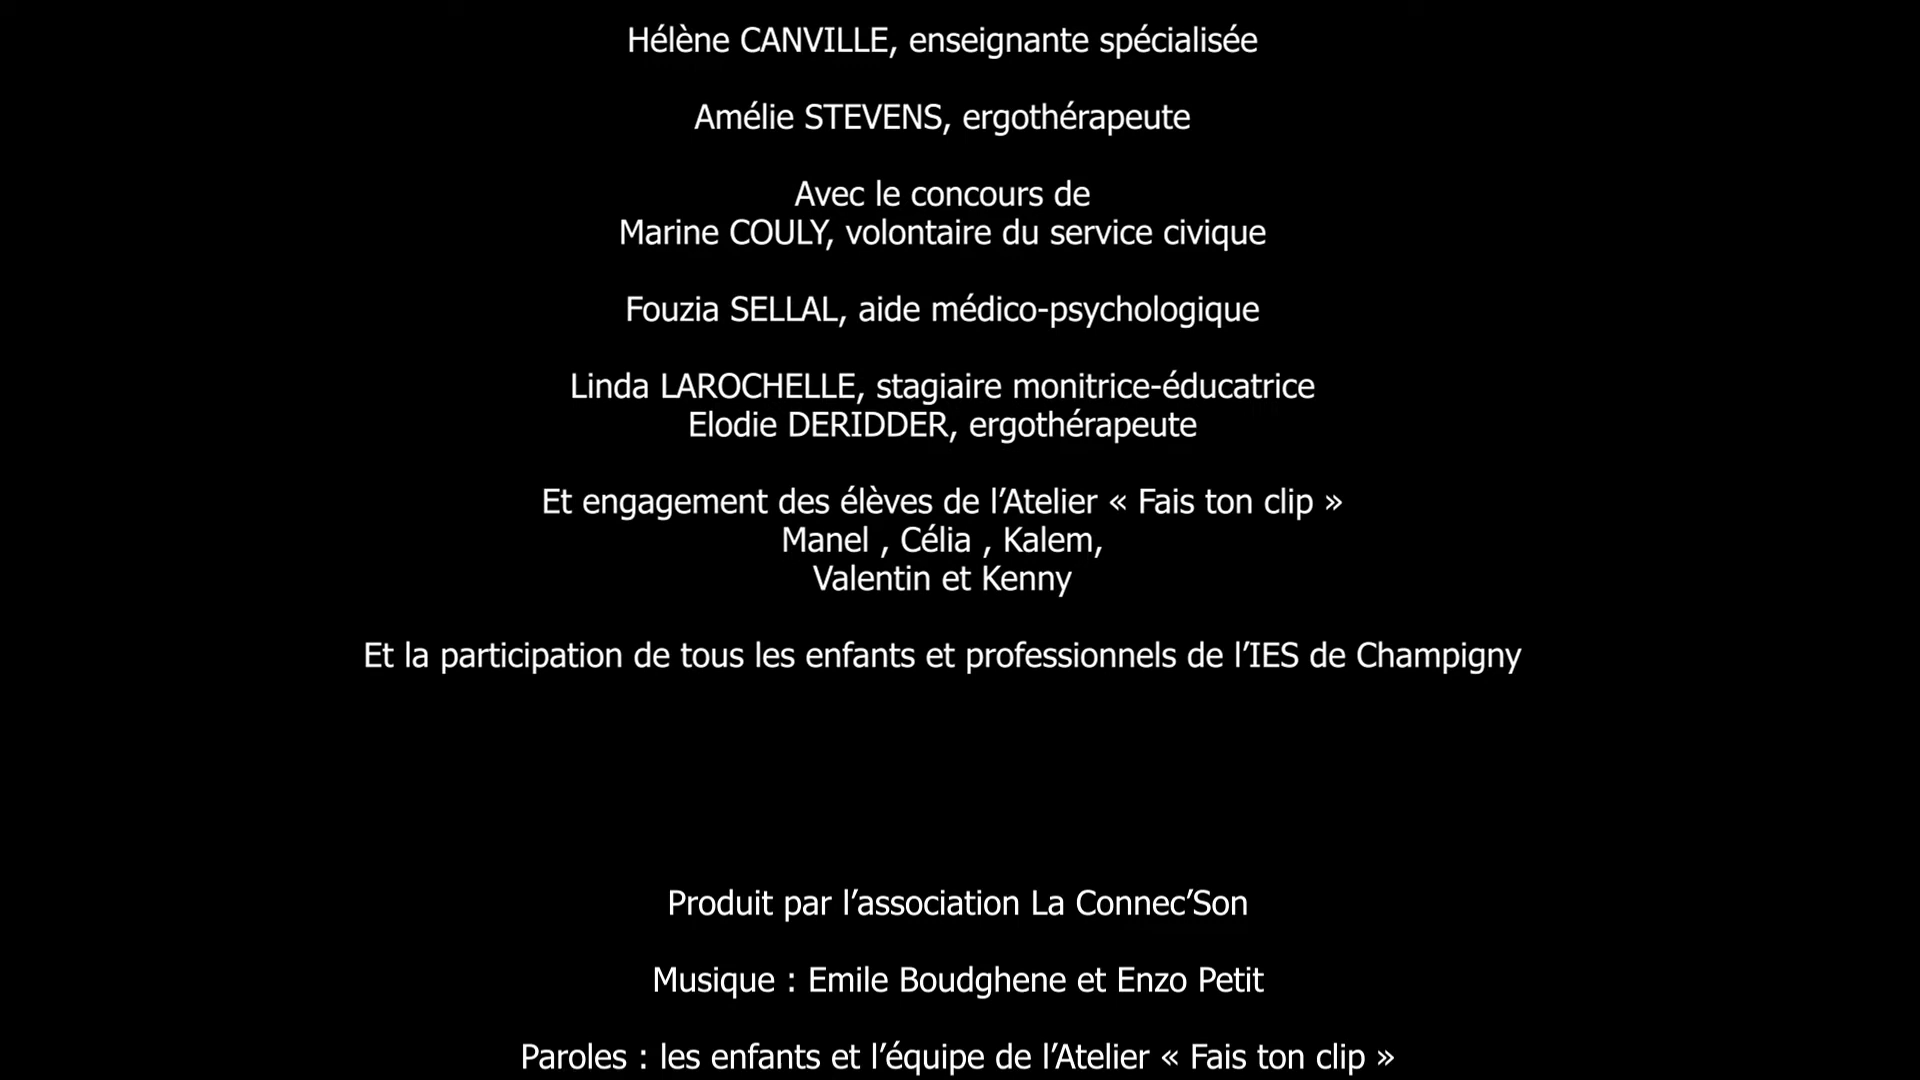 Hélène CANVILLE, enseignante spécialisée
Amélie STEVENS, ergothérapeute
Avec le concours de
Marine COULY, volontaire du service civique
Fouzia SELLAL, aide médico-psychologique
Linda LAROCHELLE, stagiaire monitrice-éducatrice
Elodie DERIDDER, ergothérapeute
Et engagement des élèves de l’Atelier « Fais ton clip »
Manel , Célia , Kalem,
Valentin et Kenny
Et la participation de tous les enfants et professionnels de l’IES de Champigny
Produit par l’association La Connec’Son
Musique : Emile Boudghene et Enzo Petit
Paroles : les enfants et l’équipe de l’Atelier « Fais ton clip »